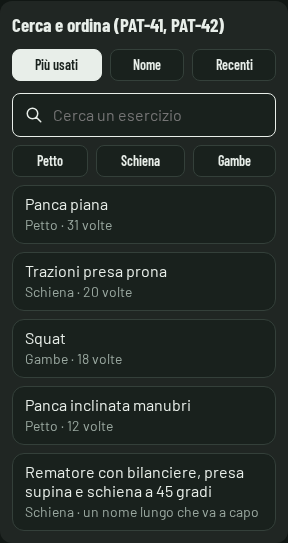 Cerca e ordina (PAT-41, PAT-42)
Più usati
Nome
Recenti
Cerca un esercizio
Petto
Schiena
Gambe
Panca piana
Petto · 31 volte
Trazioni presa prona
Schiena · 20 volte
Squat
Gambe · 18 volte
Panca inclinata manubri
Petto · 12 volte
Rematore con bilanciere, presa
supina e schiena a 45 gradi
Schiena · un nome lungo che va a capo